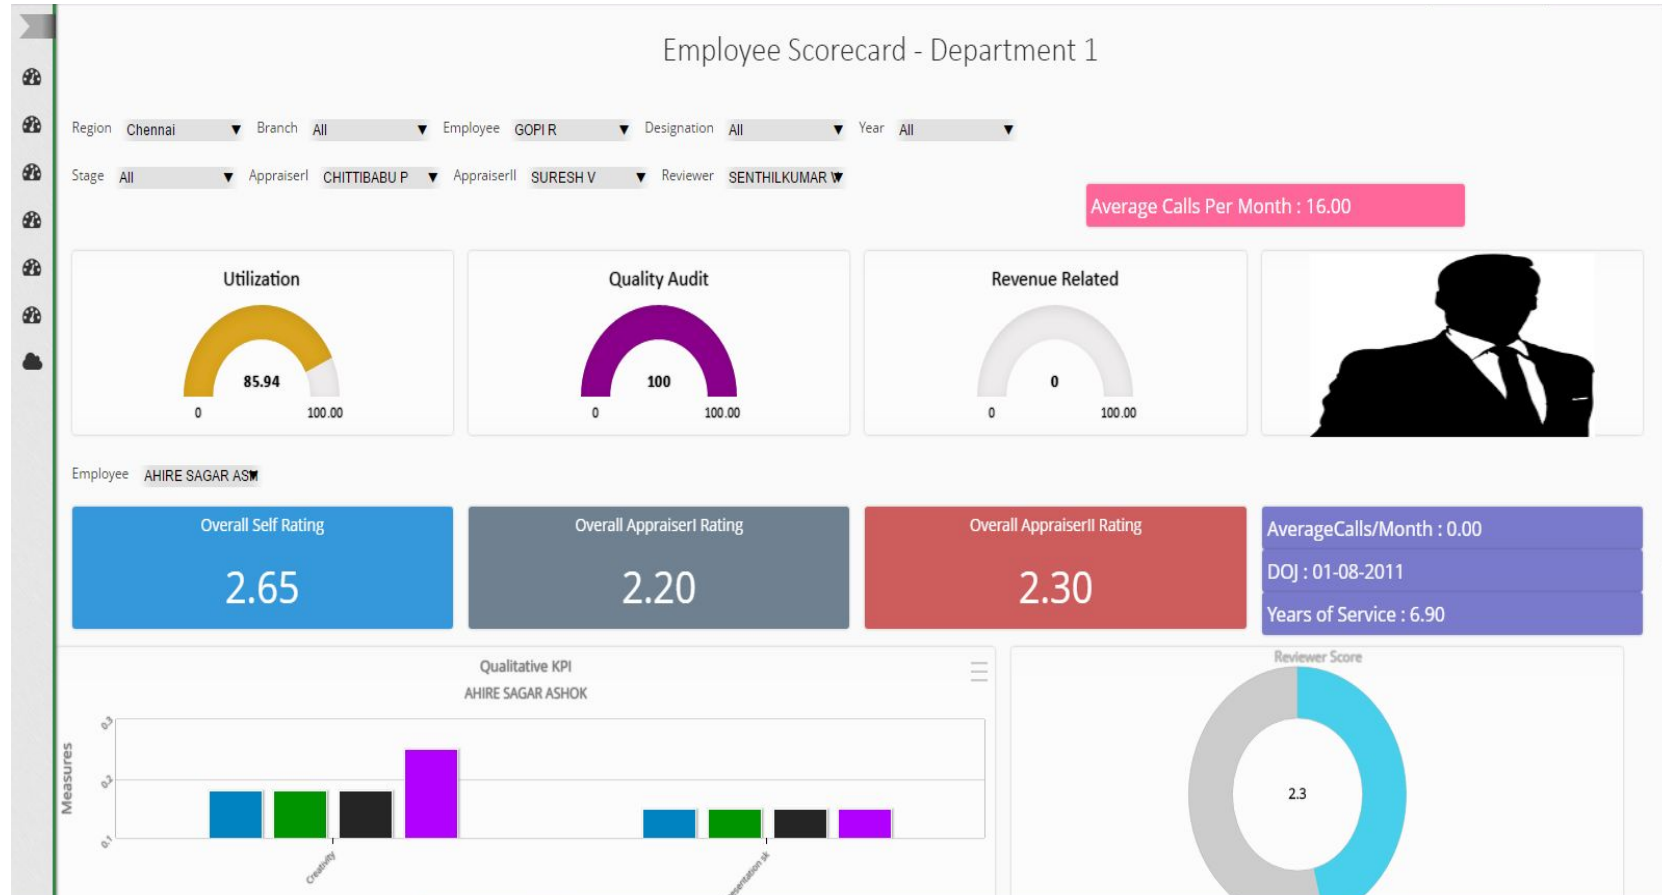 Employee Scorecard - Department 1
Region Chennai Branch All Employee GOPI R Designation All Year All
Stage All AppraiserI CHITTIBABU P AppraiserII SURESH V Reviewer SENTHILKUMAR
Average Calls Per Month : 16.00
Utilization
85.94
0 100.00
Quality Audit
100
0 100.00
Revenue Related
0
0 100.00
Employee AHIRE SAGAR ASH
Overall Self Rating
2.65
Overall AppraiserI Rating
2.20
Overall AppraiserII Rating
2.30
AverageCalls/Month : 0.00
DOJ : 01-08-2011
Years of Service : 6.90
Qualitative KPI
AHIRE SAGAR ASHOK
Measures
0.3
0.2
0.1
Creativity
esentation sk
Reviewer Score
2.3